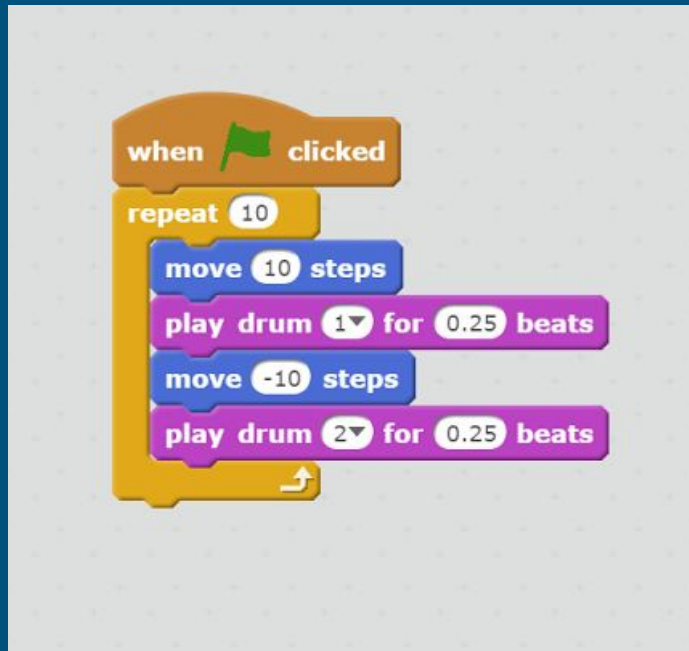 when clicked
repeat 10
move 10 steps
play drum 1 for 0.25 beats
move -10 steps
play drum 2 for 0.25 beats